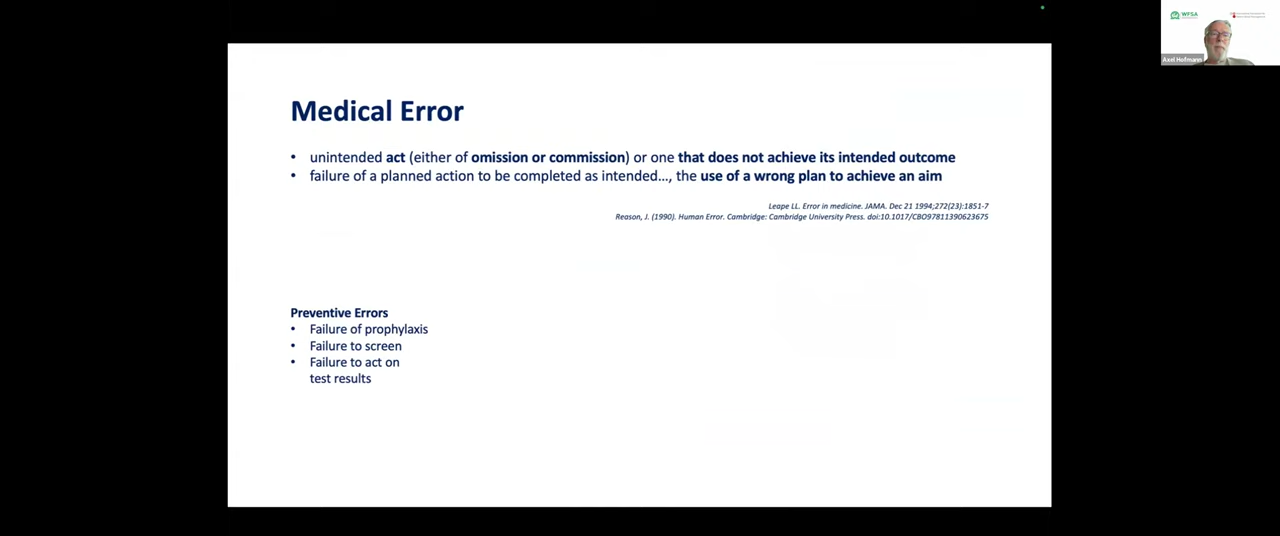 WFSA
Axel Hofmann
Medical Error
• unintended act (either of omission or commission) or one that does not achieve its intended outcome
• failure of a planned action to be completed as intended…, the use of a wrong plan to achieve an aim
Leape LL. Error in medicine. JAMA. Dec 21 1994;272(23):1851-7
Reason, J. (1990). Human Error. Cambridge: Cambridge University Press. doi:10.1017/CBO97811390623675
Preventive Errors
• Failure of prophylaxis
• Failure to screen
• Failure to act on
test results